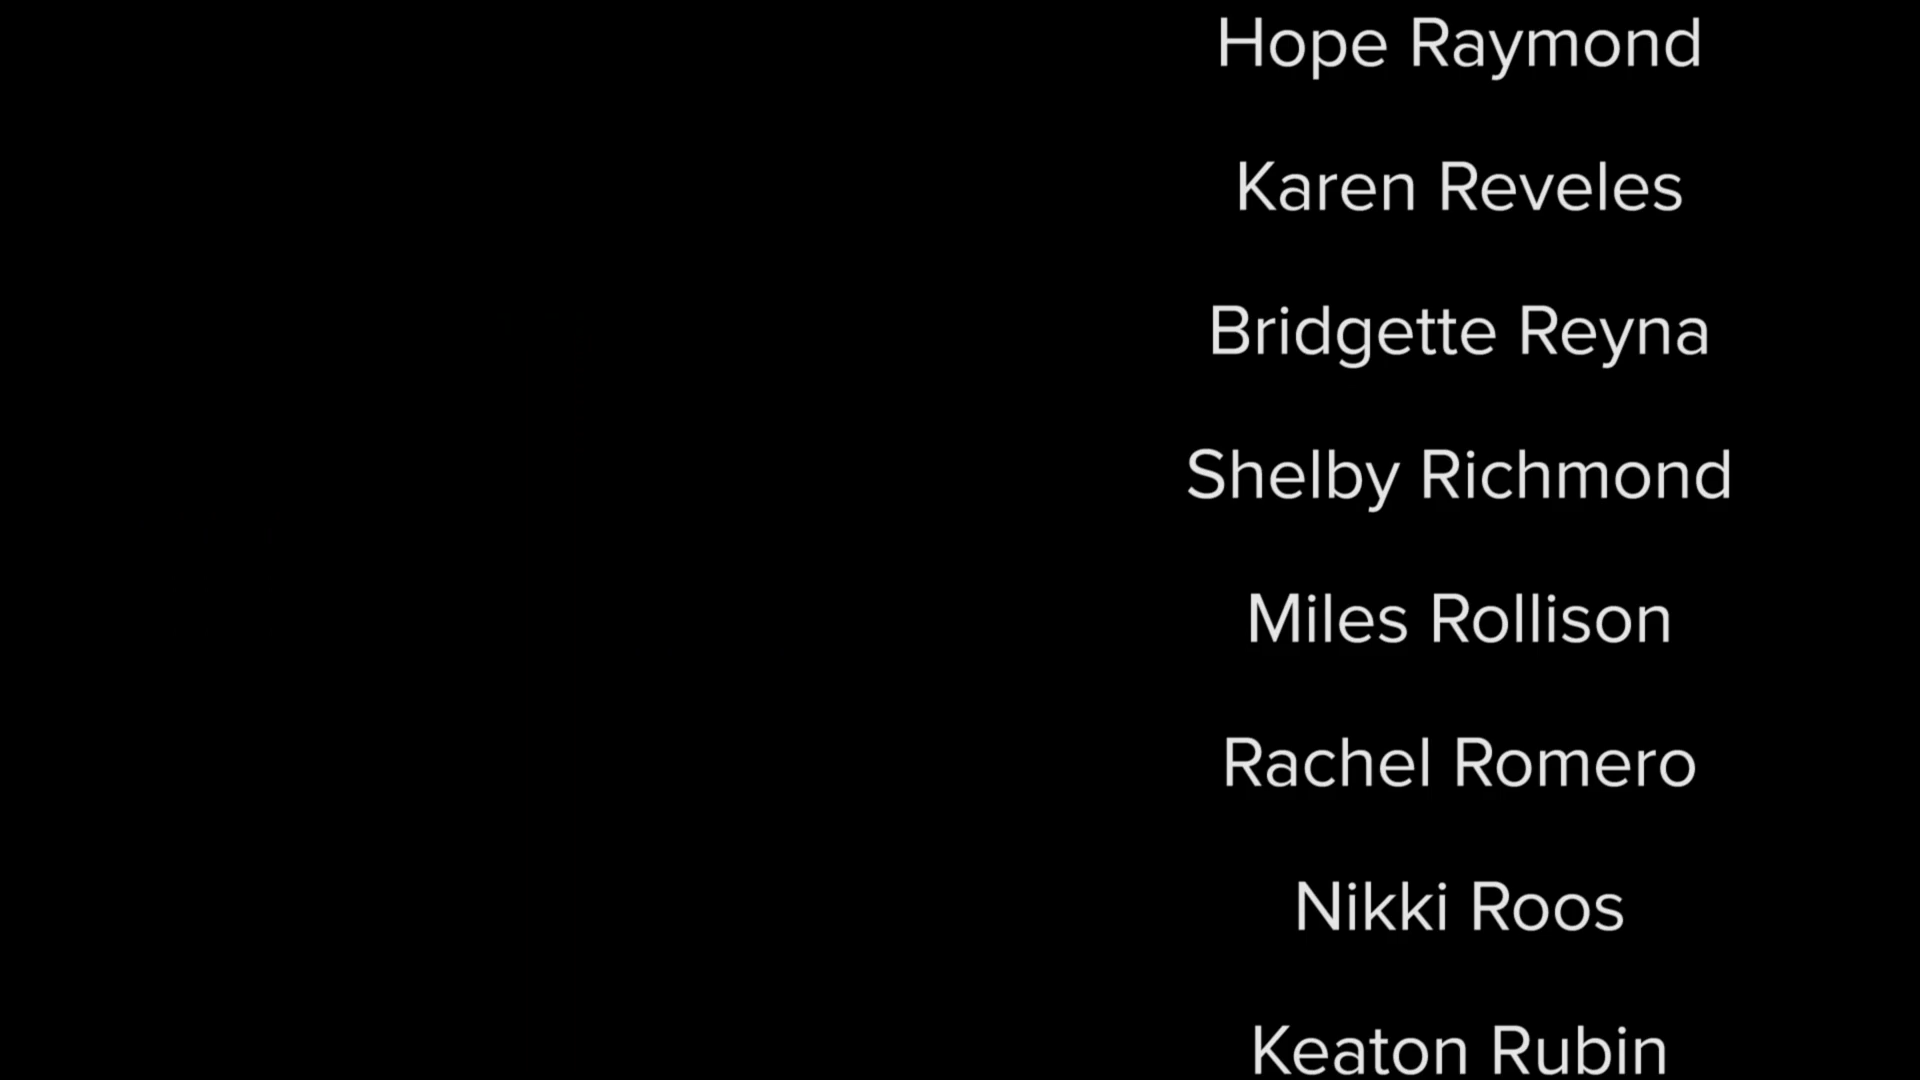 Hope Raymond
Karen Reveles
Bridgette Reyna
Shelby Richmond
Miles Rollison
Rachel Romero
Nikki Roos
Keaton Rubin